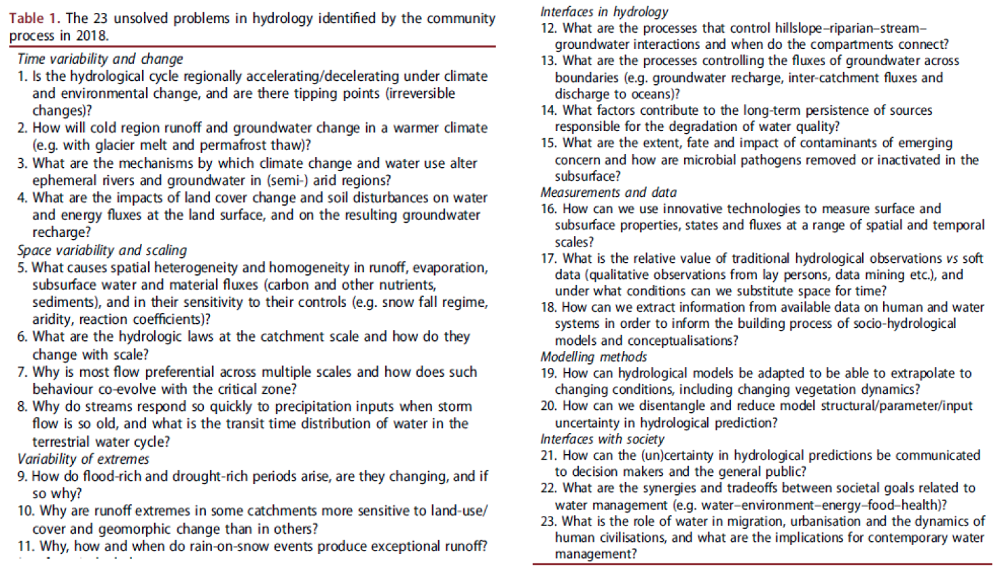 Table 1. The 23 unsolved problems in hydrology identified by the community
process in 2018.
Time variability and change
1. Is the hydrological cycle regionally accelerating/decelerating under climate
and environmental change, and are there tipping points (irreversible
changes)?
2. How will cold region runoff and groundwater change in a warmer climate
(e.g. with glacier melt and permafrost thaw)?
3. What are the mechanisms by which climate change and water use alter
ephemeral rivers and groundwater in (semi-) arid regions?
4. What are the impacts of land cover change and soil disturbances on water
and energy fluxes at the land surface, and on the resulting groundwater
recharge?
Space variability and scaling
5. What causes spatial heterogeneity and homogeneity in runoff, evaporation,
subsurface water and material fluxes (carbon and other nutrients,
sediments), and in their sensitivity to their controls (e.g. snow fall regime,
aridity, reaction coefficients)?
6. What are the hydrologic laws at the catchment scale and how do they
change with scale?
7. Why is most flow preferential across multiple scales and how does such
behaviour co-evolve with the critical zone?
8. Why do streams respond so quickly to precipitation inputs when storm
flow is so old, and what is the transit time distribution of water in the
terrestrial water cycle?
Variability of extremes
9. How do flood-rich and drought-rich periods arise, are they changing, and if
so why?
10. Why are runoff extremes in some catchments more sensitive to land-use/
cover and geomorphic change than in others?
11. Why, how and when do rain-on-snow events produce exceptional runoff?
Interfaces in hydrology
12. What are the processes that control hillslope–riparian–stream–
groundwater interactions and when do the compartments connect?
13. What are the processes controlling the fluxes of groundwater across
boundaries (e.g. groundwater recharge, inter-catchment fluxes and
discharge to oceans)?
14. What factors contribute to the long-term persistence of sources
responsible for the degradation of water quality?
15. What are the extent, fate and impact of contaminants of emerging
concern and how are microbial pathogens removed or inactivated in the
subsurface?
Measurements and data
16. How can we use innovative technologies to measure surface and
subsurface properties, states and fluxes at a range of spatial and temporal
scales?
17. What is the relative value of traditional hydrological observations vs soft
data (qualitative observations from lay persons, data mining etc.), and
under what conditions can we substitute space for time?
18. How can we extract information from available data on human and water
systems in order to inform the building process of socio-hydrological
models and conceptualisations?
Modelling methods
19. How can hydrological models be adapted to be able to extrapolate to
changing conditions, including changing vegetation dynamics?
20. How can we disentangle and reduce model structural/parameter/input
uncertainty in hydrological prediction?
Interfaces with society
21. How can the (un)certainty in hydrological predictions be communicated
to decision makers and the general public?
22. What are the synergies and tradeoffs between societal goals related to
water management (e.g. water–environment–energy–food–health)?
23. What is the role of water in migration, urbanisation and the dynamics of
human civilisations, and what are the implications for contemporary water
management?